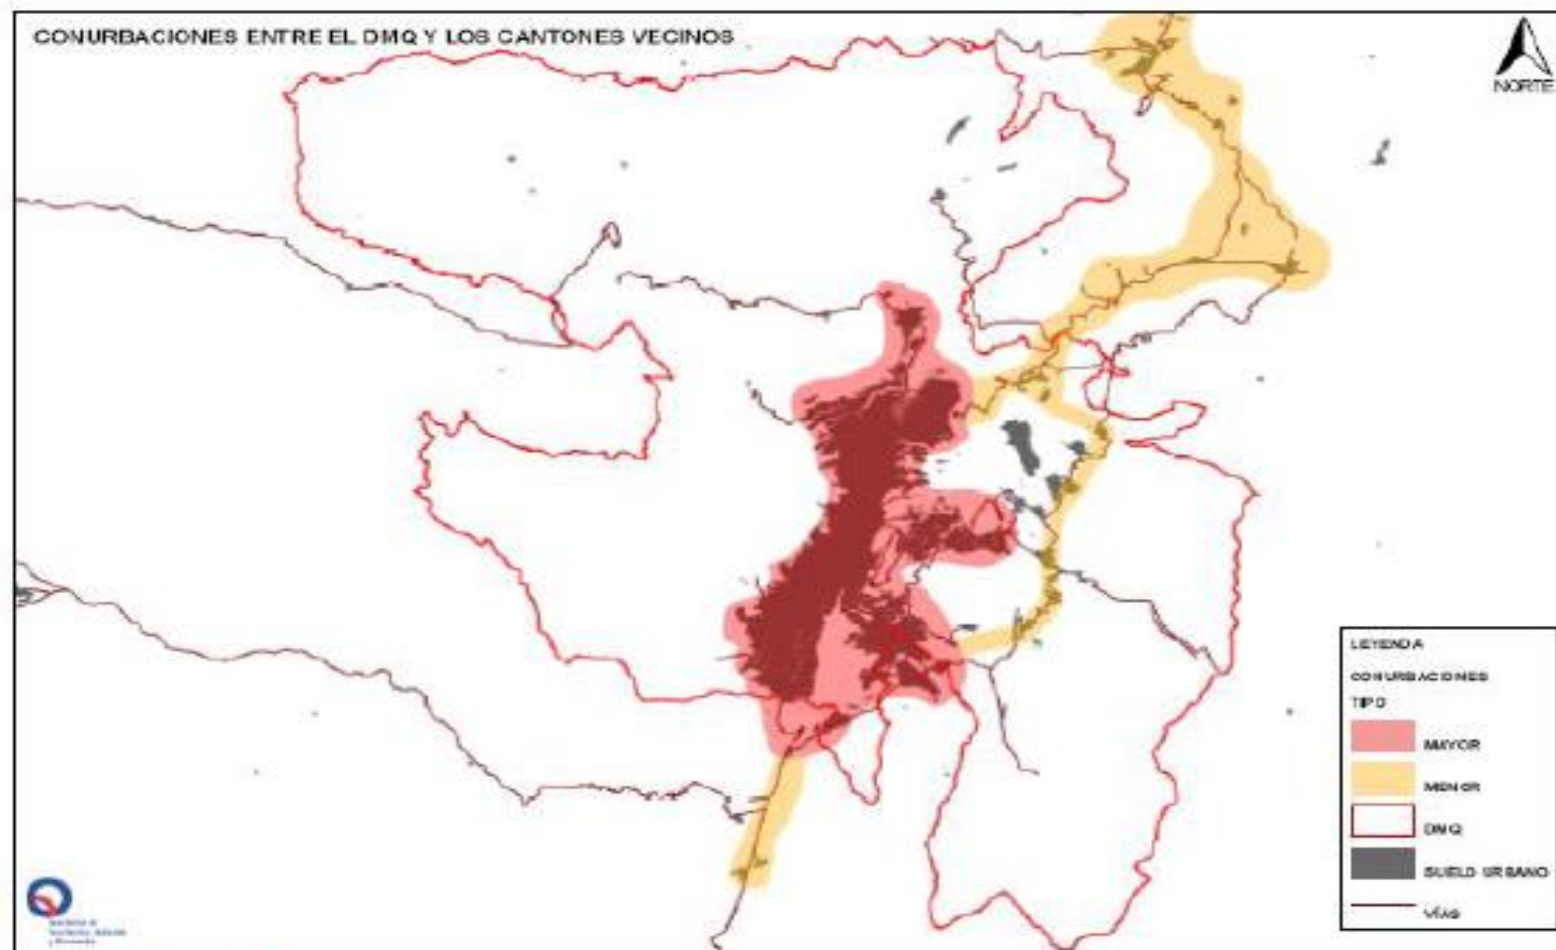 CONURBACIONES ENTRE EL DMQ Y LOS CANTONES VECINOS
NORTE
LEYENDA
CONURBACIONES
TIPO
MAYOR
MENOR
DMQ
SUELO URBANO
VÍAS